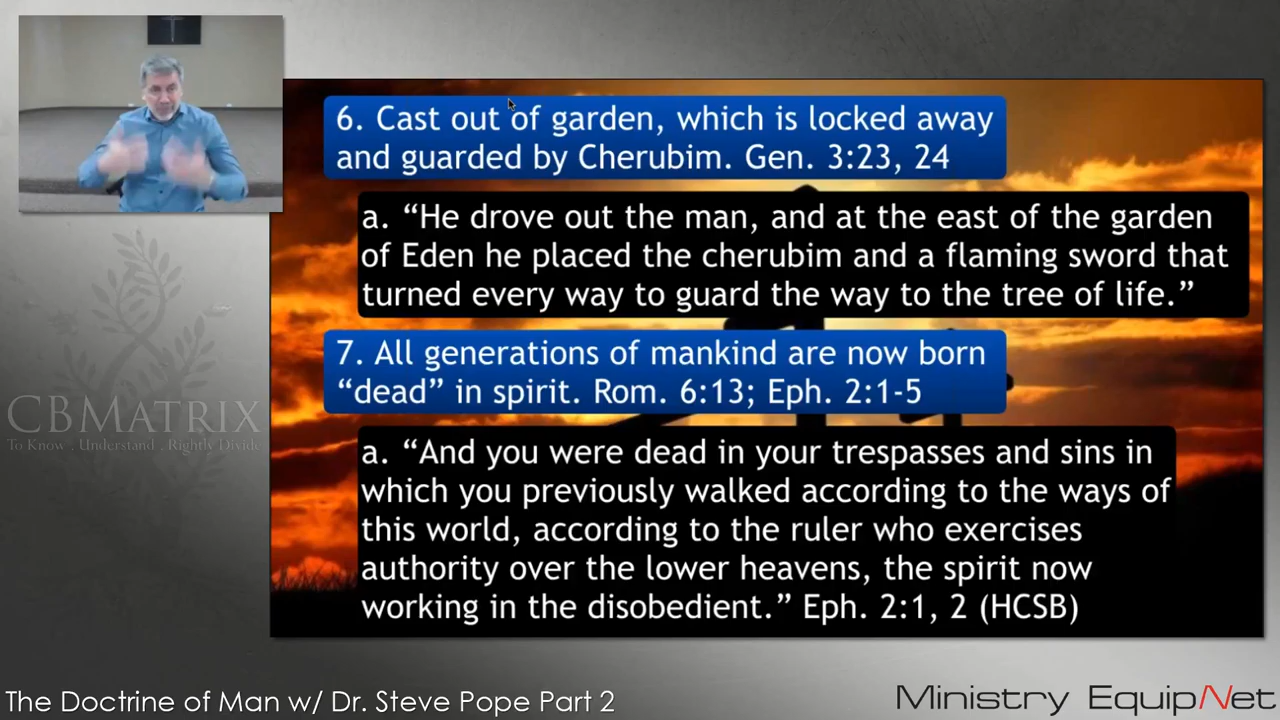 6. Cast out of garden, which is locked away
and guarded by Cherubim. Gen. 3:23, 24
a. “He drove out the man, and at the east of the garden
of Eden he placed the cherubim and a flaming sword that
turned every way to guard the way to the tree of life.”
7. All generations of mankind are now born
“dead” in spirit. Rom. 6:13; Eph. 2:1-5
a. “And you were dead in your trespasses and sins in
which you previously walked according to the ways of
this world, according to the ruler who exercises
authority over the lower heavens, the spirit now
working in the disobedient.” Eph. 2:1, 2 (HCSB)
CBMATRIX
To Know . Understand . Rightly Divide
The Doctrine of Man w/ Dr. Steve Pope Part 2
Ministry EquipNet